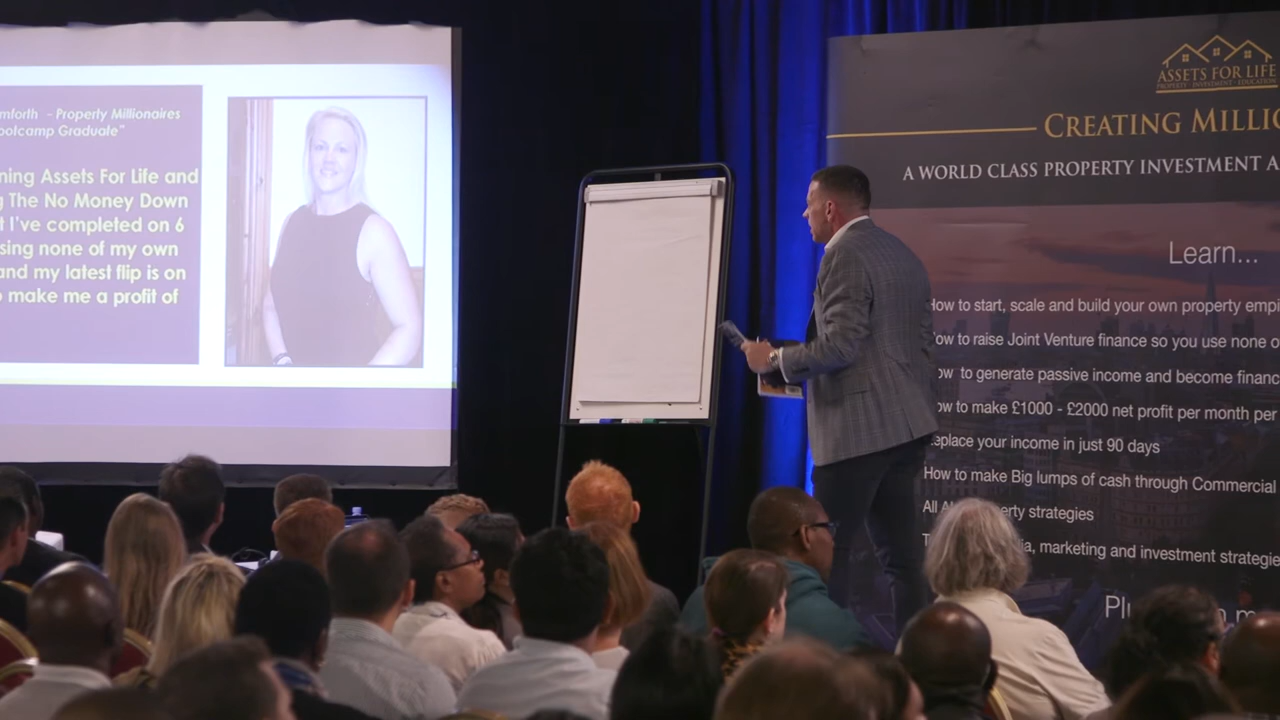 mforth - Property Millionaires
ootcamp Graduate"
ning Assets For Life and
g The No Money Down
t I've completed on 6
sing none of my own
and my latest flip is on
o make me a profit of
ASSETS FOR LIFE
PROPERTY · INVESTMENT · EDUCATION
CREATING MILLIO
A WORLD CLASS PROPERTY INVESTMENT A
Learn...
How to start, scale and build your own property empi
ow to raise Joint Venture finance so you use none o
ow to generate passive income and become financ
ow to make £1000 - £2000 net profit per month per
eplace your income in just 90 days
How to make Big lumps of cash through Commercial
All erty strategies
ia, marketing and investment strategie